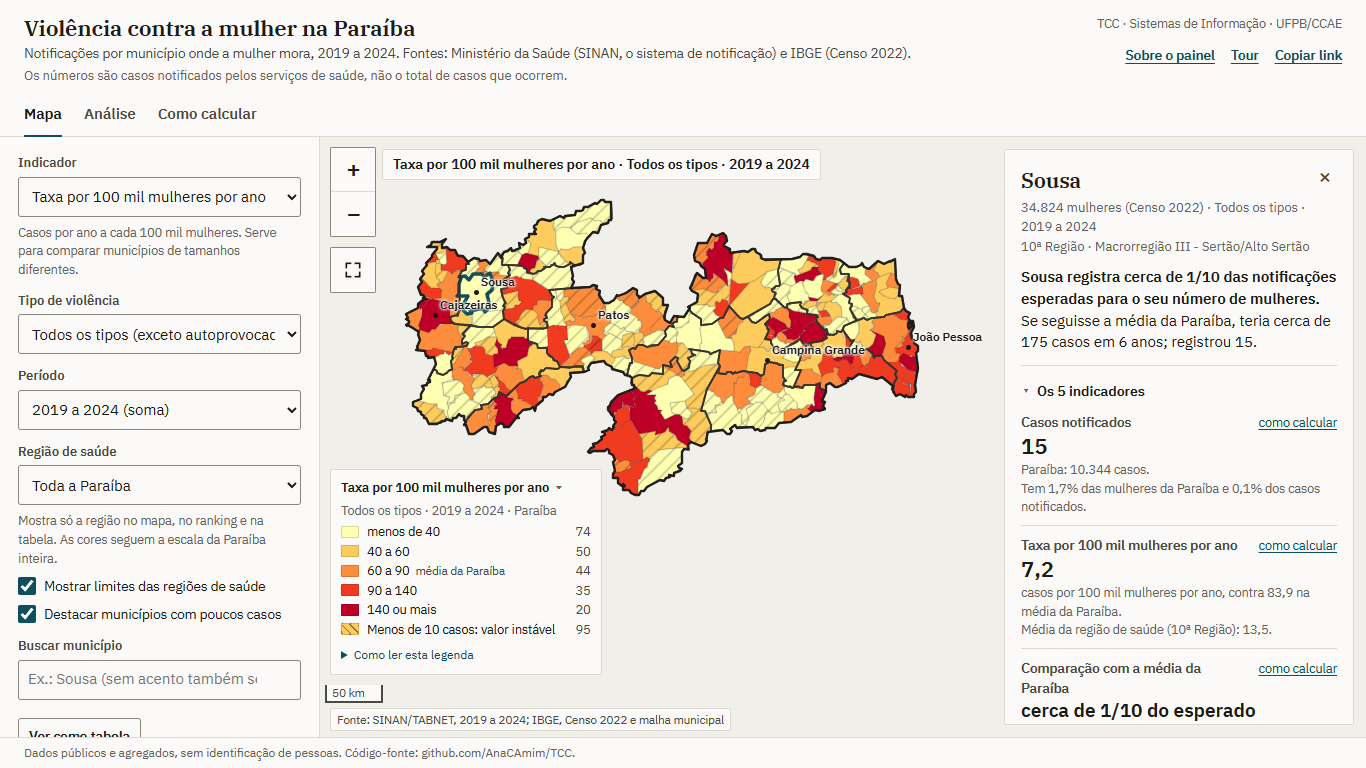 Violência contra a mulher na Paraíba
Notificações por município onde a mulher mora, 2019 a 2024. Fontes: Ministério da Saúde (SINAN, o sistema de notificação) e IBGE (Censo 2022).
Os números são casos notificados pelos serviços de saúde, não o total de casos que ocorrem.
TCC · Sistemas de Informação · UFPB/CCAE
Sobre o painel Tour Copiar link
Mapa Análise Como calcular
Indicador
Taxa por 100 mil mulheres por ano
Casos por ano a cada 100 mil mulheres. Serve
para comparar municípios de tamanhos
diferentes.
Tipo de violência
Todos os tipos (exceto autoprovocac
Período
2019 a 2024 (soma)
Região de saúde
Toda a Paraíba
Mostra só a região no mapa, no ranking e na
tabela. As cores seguem a escala da Paraíba
inteira.
Mostrar limites das regiões de saúde
Destacar municípios com poucos casos
Buscar município
Ex.: Sousa (sem acento também se
Ver como tabela
+
−
Taxa por 100 mil mulheres por ano · Todos os tipos · 2019 a 2024
Sousa
Cajazeiras
Patos
Campina Grande
João Pessoa
Taxa por 100 mil mulheres por ano
Todos os tipos · 2019 a 2024 · Paraíba
menos de 40 74
40 a 60 50
60 a 90 média da Paraíba 44
90 a 140 35
140 ou mais 20
Menos de 10 casos: valor instável 95
Como ler esta legenda
50 km
Fonte: SINAN/TABNET, 2019 a 2024; IBGE, Censo 2022 e malha municipal
Sousa ×
34.824 mulheres (Censo 2022) · Todos os tipos ·
2019 a 2024
10ª Região · Macrorregião III - Sertão/Alto Sertão
Sousa registra cerca de 1/10 das notificações
esperadas para o seu número de mulheres.
Se seguisse a média da Paraíba, teria cerca de
175 casos em 6 anos; registrou 15.
Os 5 indicadores
Casos notificados como calcular
15
Paraíba: 10.344 casos.
Tem 1,7% das mulheres da Paraíba e 0,1% dos casos
notificados.
Taxa por 100 mil mulheres por ano como calcular
7,2
casos por 100 mil mulheres por ano, contra 83,9 na
média da Paraíba.
Média da região de saúde (10ª Região): 13,5.
Comparação com a média da
Paraíba como calcular
cerca de 1/10 do esperado
Dados públicos e agregados, sem identificação de pessoas. Código-fonte: github.com/AnaCAmim/TCC.